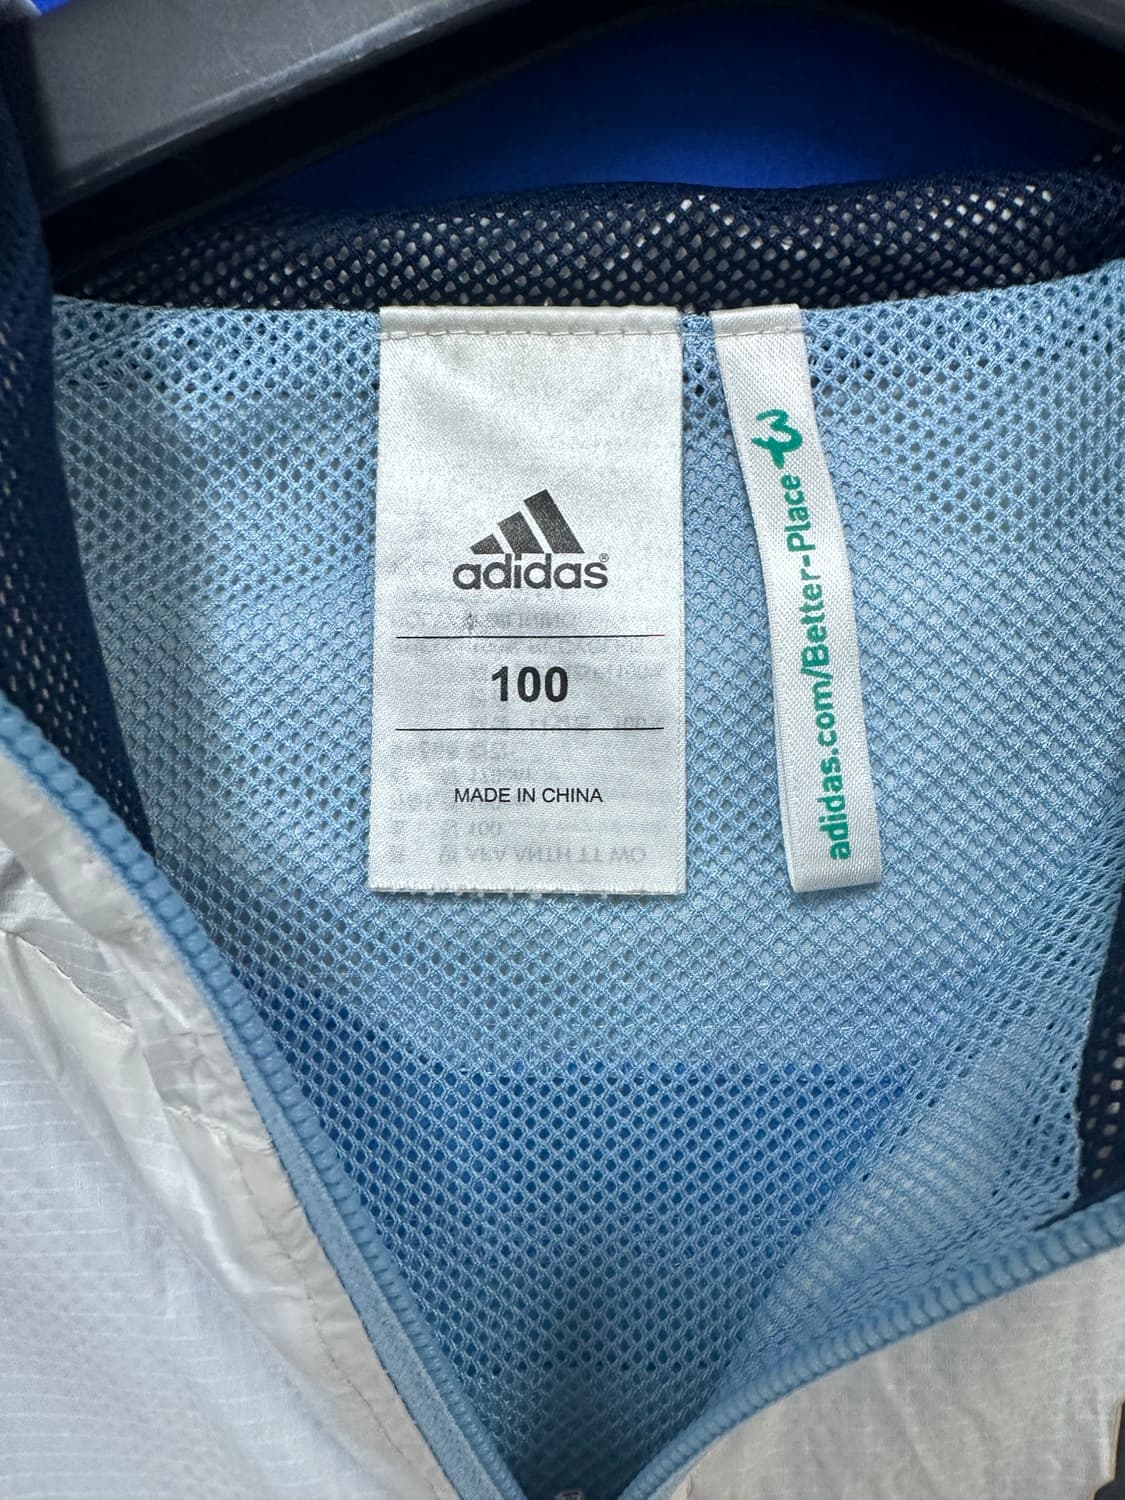 adidas®
100
MADE IN CHINA
adidas.com/Better-Place